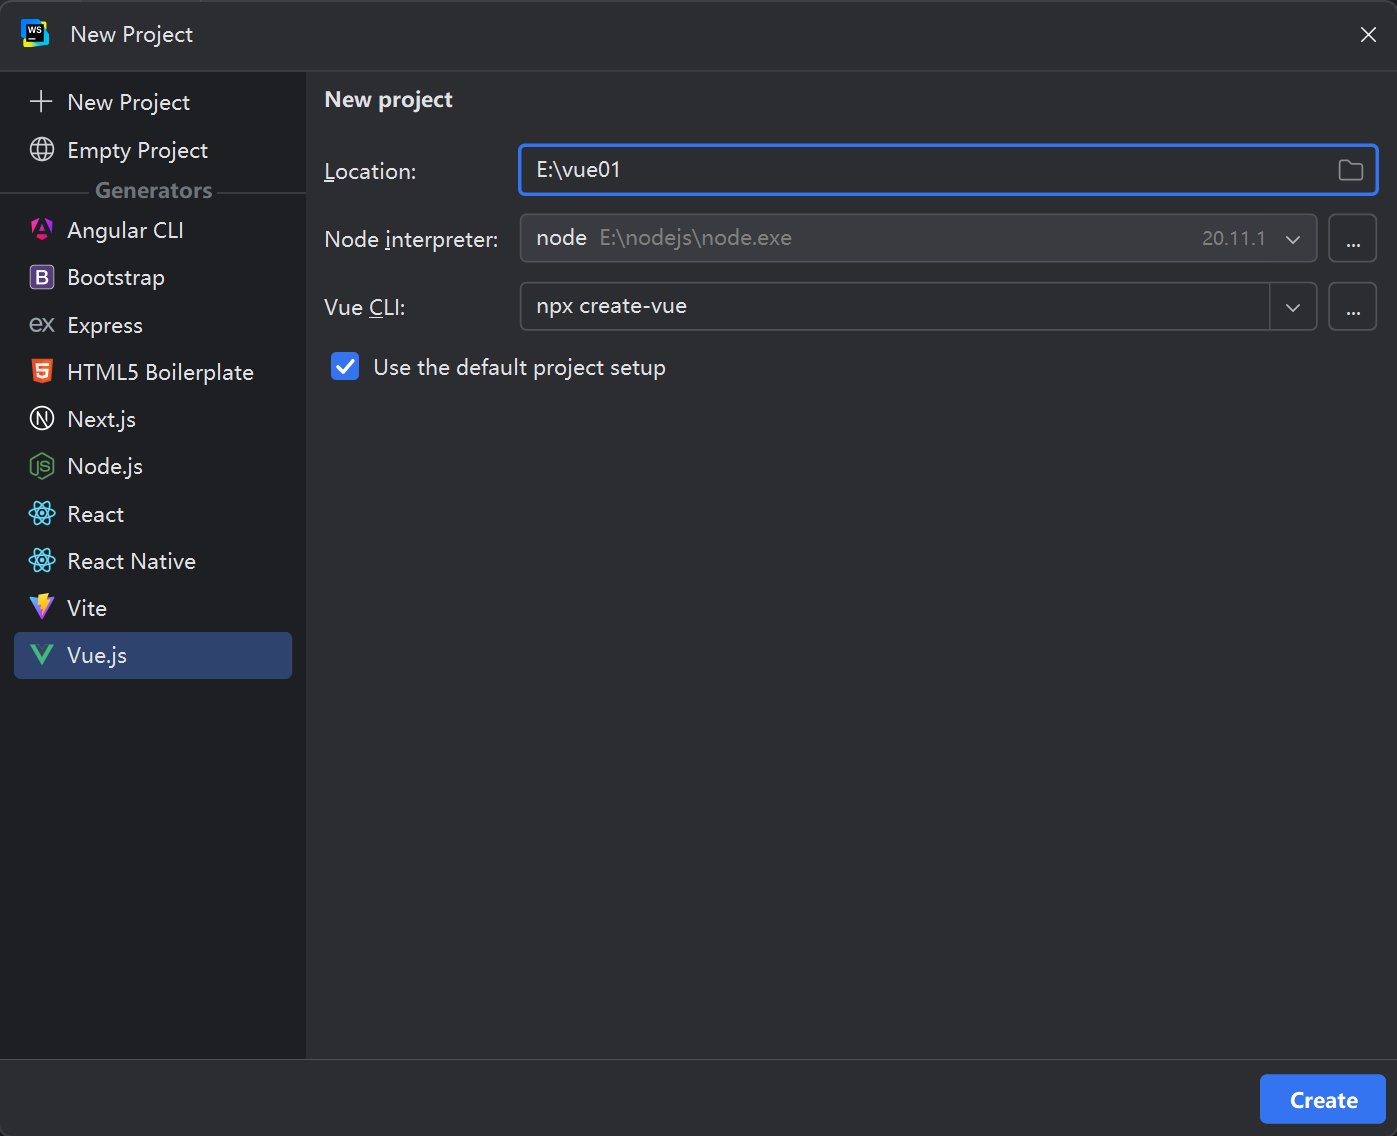 WS
New Project
New Project
Empty Project
Generators
Angular CLI
B Bootstrap
ex Express
5 HTML5 Boilerplate
N Next.js
JS Node.js
React
React Native
Vite
Vue.js
New project
Location: E:\vue01
Node interpreter: node E:\nodejs\node.exe 20.11.1 ...
Vue CLI: npx create-vue ...
Use the default project setup
Create